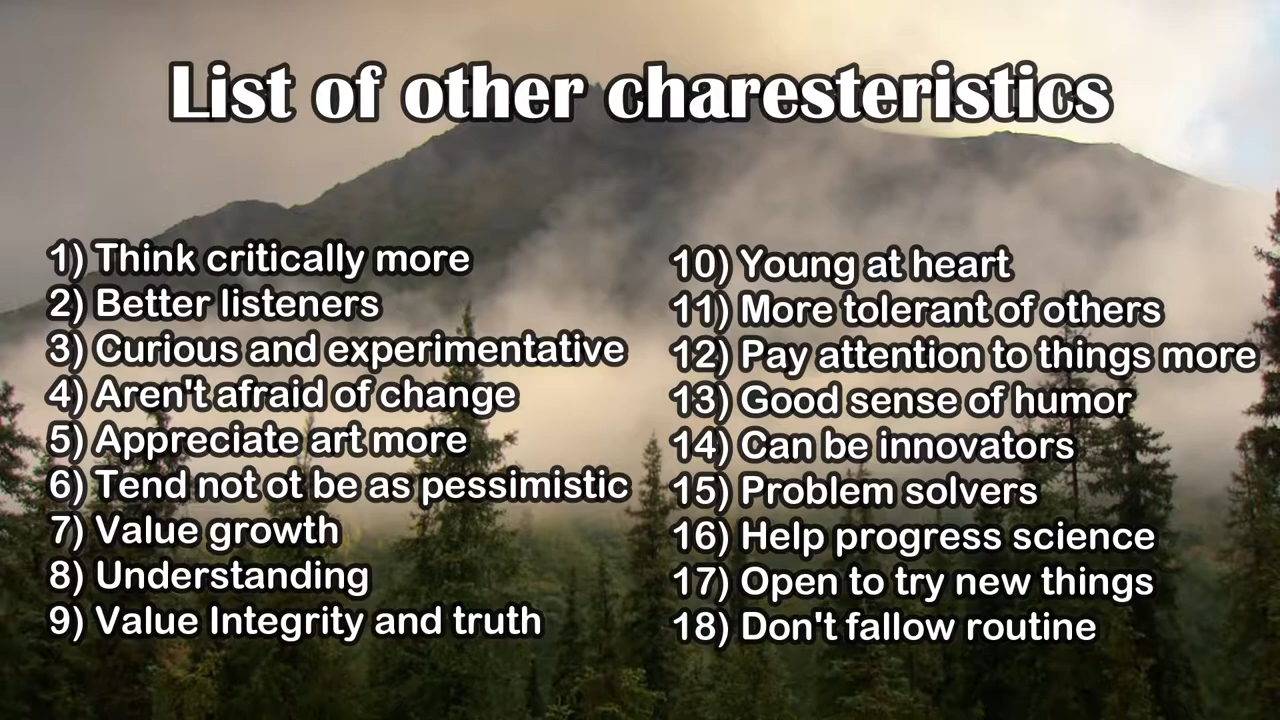 List of other charesteristics
1) Think critically more
2) Better listeners
3) Curious and experimentative
4) Aren't afraid of change
5) Appreciate art more
6) Tend not ot be as pessimistic
7) Value growth
8) Understanding
9) Value Integrity and truth
10) Young at heart
11) More tolerant of others
12) Pay attention to things more
13) Good sense of humor
14) Can be innovators
15) Problem solvers
16) Help progress science
17) Open to try new things
18) Don't fallow routine